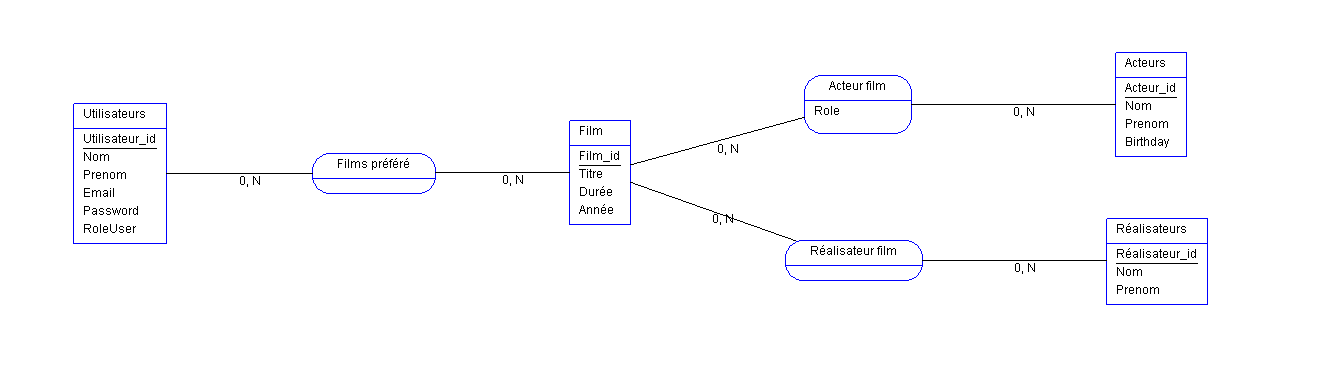 Utilisateurs
Utilisateur_id
Nom
Prenom
Email
Password
RoleUser
0, N
Films préféré
0, N
Film
Film_id
Titre
Durée
Année
0, N
0, N
Acteur film
Role
0, N
Acteurs
Acteur_id
Nom
Prenom
Birthday
Réalisateur film
0, N
Réalisateurs
Réalisateur_id
Nom
Prenom